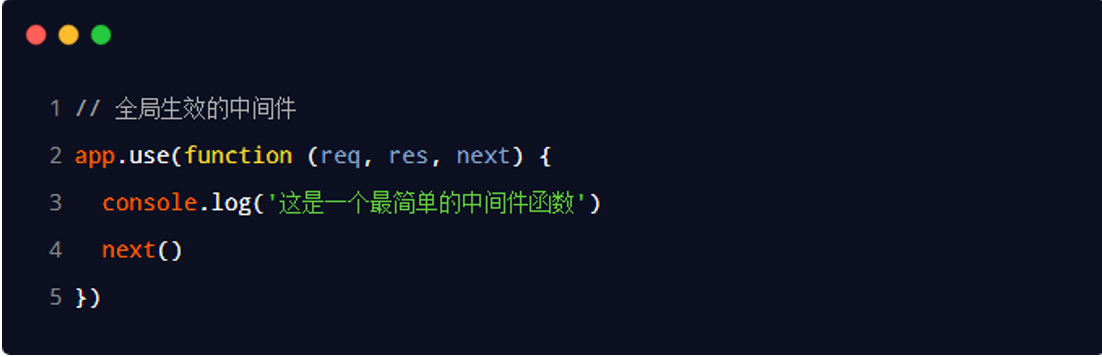 1 // 全局生效的中间件
2 app.use(function (req, res, next) {
3   console.log('这是一个最简单的中间件函数')
4   next()
5 })